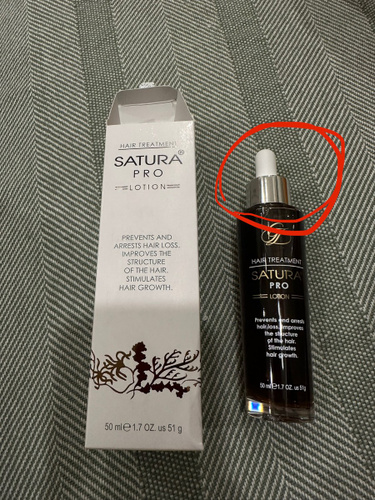 HAIR TREATMENT
SATURA®
PRO
LOTION
PREVENTS AND
ARRESTS HAIR LOSS.
IMPROVES THE
STRUCTURE
OF THE HAIR,
STIMULATES
HAIR GROWTH.
50 ml ℮ 1.7 OZ. us 51 g
HAIR TREATMENT
SATURA®
PRO
LOTION
Prevents and arrests
hair,loss. Improves
the structure
of the hair.
Stimulates
hair growth.
50 ml ℮ 1.7 OZ. us 51g